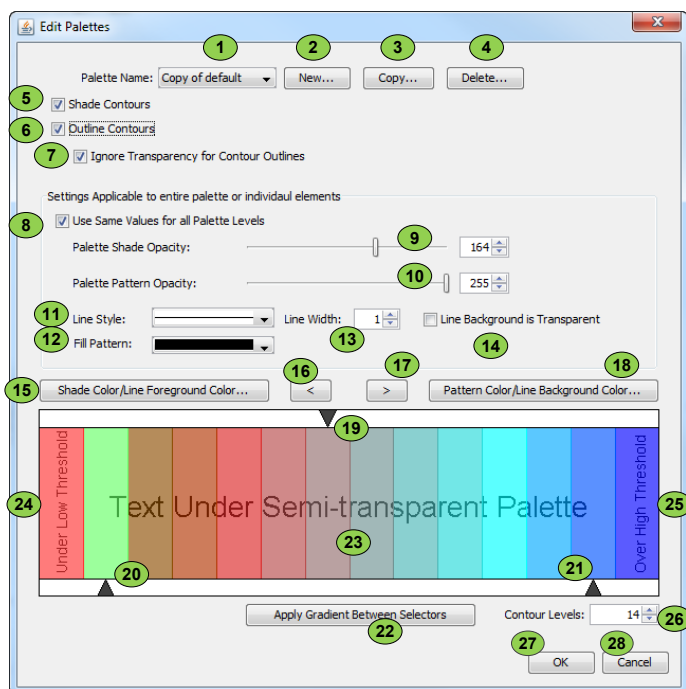 Edit Palettes
1 2 3 4
Palette Name: Copy of default New... Copy... Delete...
5 Shade Contours
6 Outline Contours
7 Ignore Transparency for Contour Outlines
Settings Applicable to entire palette or individaul elements
8 Use Same Values for all Palette Levels
Palette Shade Opacity: 9 164
Palette Pattern Opacity: 10 255
11 Line Style: Line Width: 1 Line Background is Transparent
12 Fill Pattern: 13 14
16 17 18
15 Shade Color/Line Foreground Color... < > Pattern Color/Line Background Color...
19
24 Under Low Threshold Text Under Semi-transparent Palette Over High Threshold 25
23
20 21
Apply Gradient Between Selectors Contour Levels: 14 26
22 27 28
OK Cancel